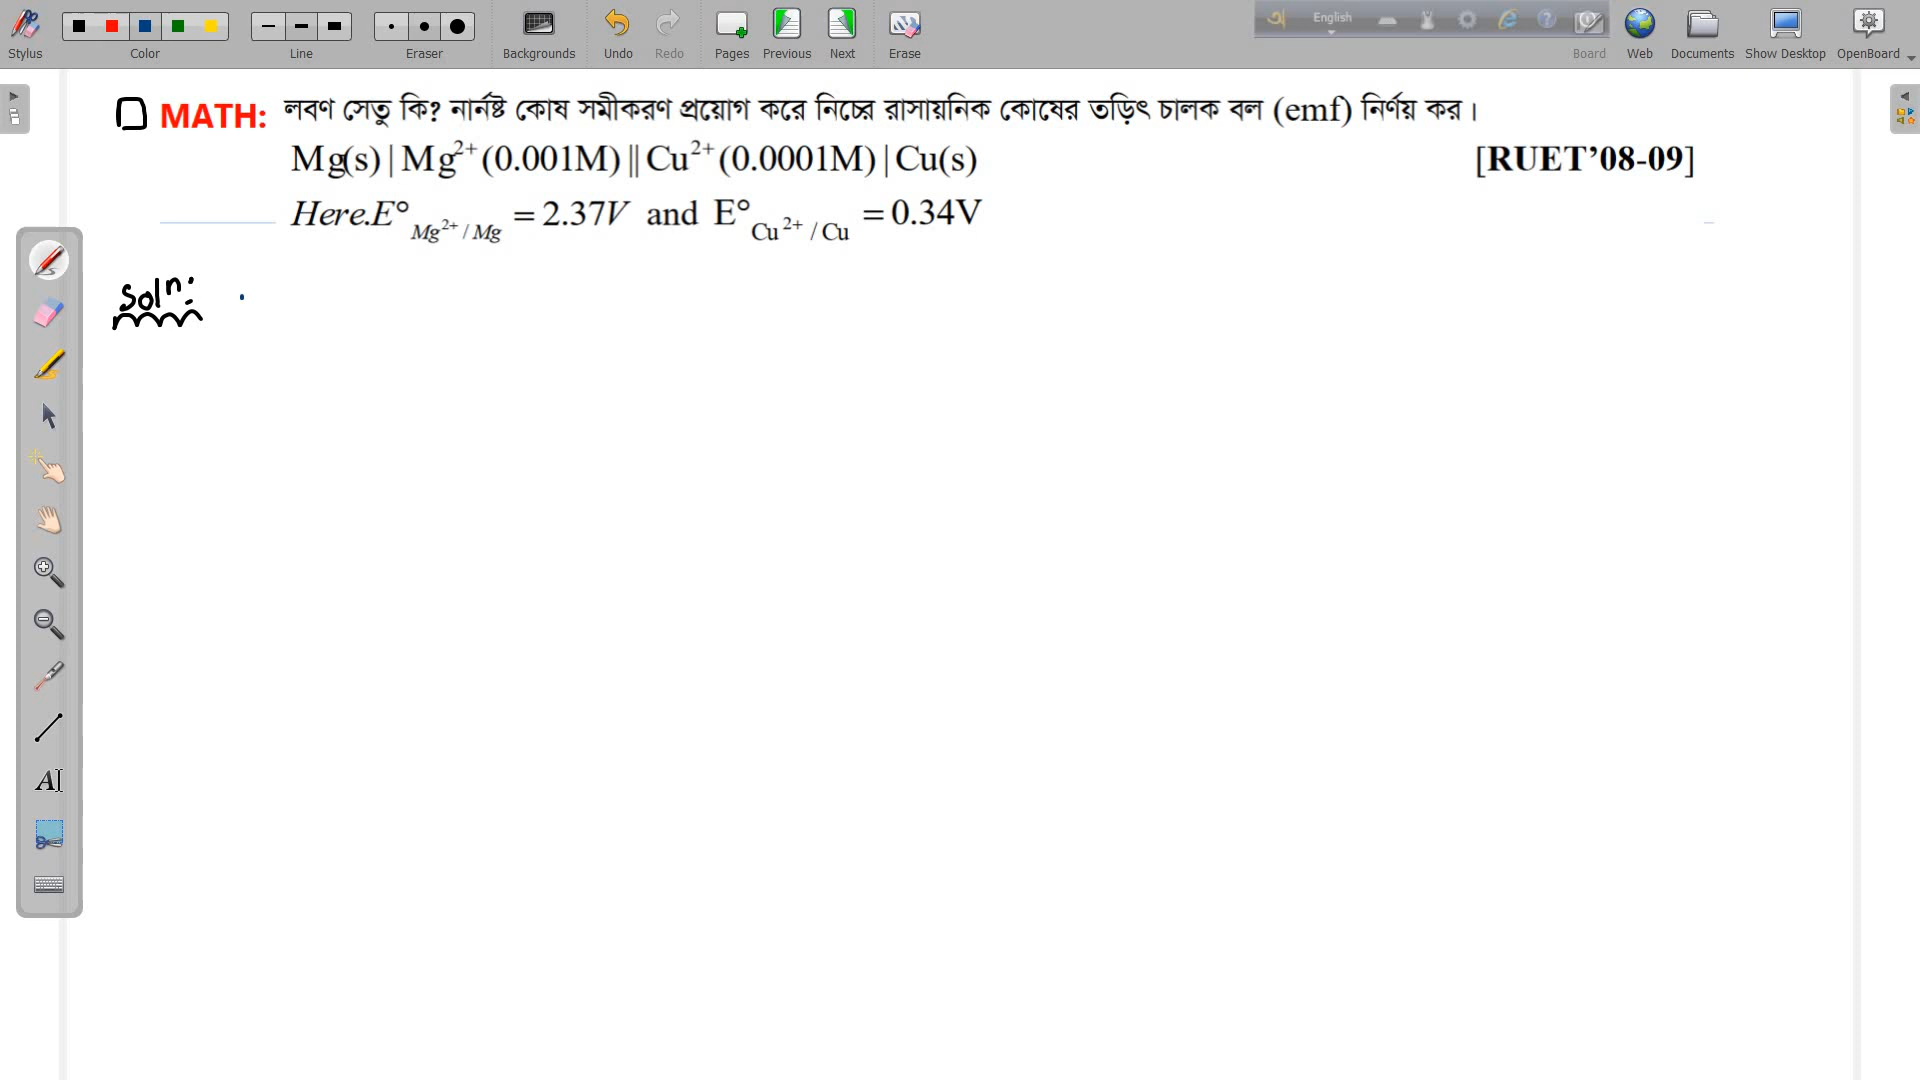 Stylus Color Line Eraser Backgrounds Undo Redo Pages Previous Next Erase
English
Board Web Documents Show Desktop OpenBoard
MATH: লবণ সেতু কি? নার্নষ্ট কোষ সমীকরণ প্রয়োগ করে নিচের রাসায়নিক কোষের তড়িৎ চালক বল (emf) নির্ণয় কর।
Mg(s) | Mg²⁺ (0.001M) || Cu²⁺ (0.0001M) | Cu(s) [RUET’08-09]
Here.E°Mg²⁺/Mg = 2.37V and E°Cu²⁺/Cu = 0.34V
Soln: